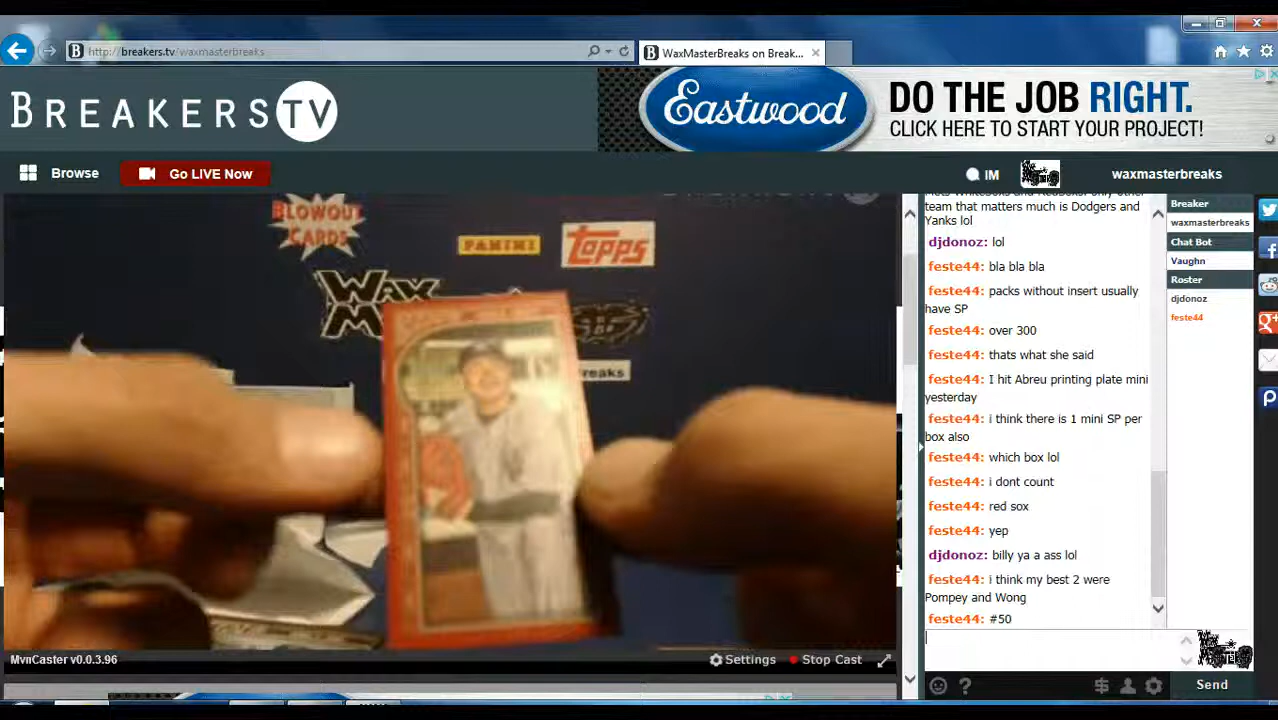 http://breakers.tv/waxmasterbreaks
B WaxMasterBreaks on Break...
BREAKERS TV
Eastwood
DO THE JOB RIGHT.
CLICK HERE TO START YOUR PROJECT!
Browse
Go LIVE Now
IM
waxmasterbreaks
BLOWOUT
CARDS
PANINI
TOPPS
WAX
reaks
team that matters much is Dodgers and
Yanks lol
djdonoz: lol
feste44: bla bla bla
feste44: packs without insert usually
have SP
feste44: over 300
feste44: thats what she said
feste44: I hit Abreu printing plate mini
yesterday
feste44: i think there is 1 mini SP per
box also
feste44: which box lol
feste44: i dont count
feste44: red sox
feste44: yep
djdonoz: billy ya a ass lol
feste44: i think my best 2 were
Pompey and Wong
feste44: #50
Breaker
waxmasterbreaks
Chat Bot
Vaughn
Roster
djdonoz
feste44
MvnCaster v0.0.3.96
Settings
Stop Cast
Send